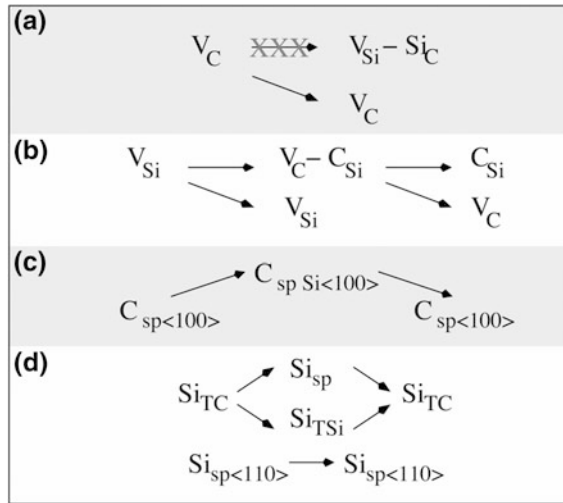 (a)
V_C XXX V_Si – Si_C
V_C
(b)
V_Si V_C – C_Si C_Si
V_Si V_C
(c)
C_sp Si<100>
C_sp<100> C_sp<100>
(d)
Si_sp
Si_TC Si_TC
Si_TSi
Si_sp<110> Si_sp<110>